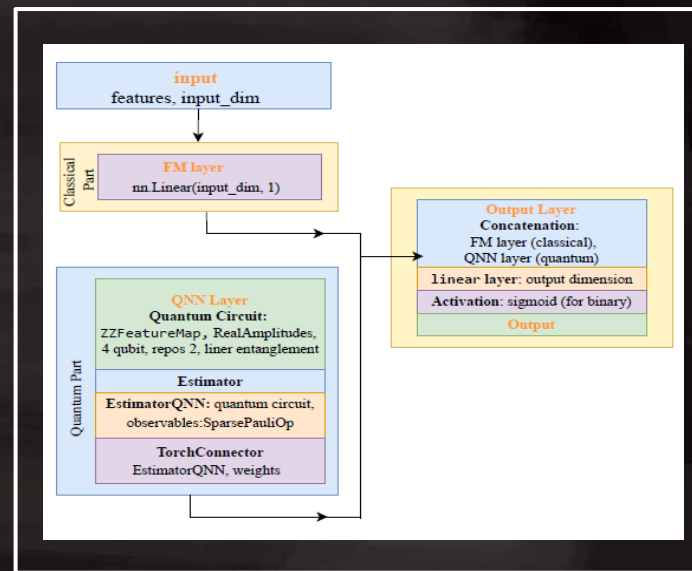 input
features, input_dim
Classical
Part
FM layer
nn.Linear(input_dim, 1)
Quantum Part
QNN Layer
Quantum Circuit:
ZZFeatureMap, RealAmplitudes,
4 qubit, repos 2, liner entanglement
Estimator
EstimatorQNN: quantum circuit,
observables:SparsePauliOp
TorchConnector
EstimatorQNN, weights
Output Layer
Concatenation:
FM layer (classical),
QNN layer (quantum)
linear layer: output dimension
Activation: sigmoid (for binary)
Output